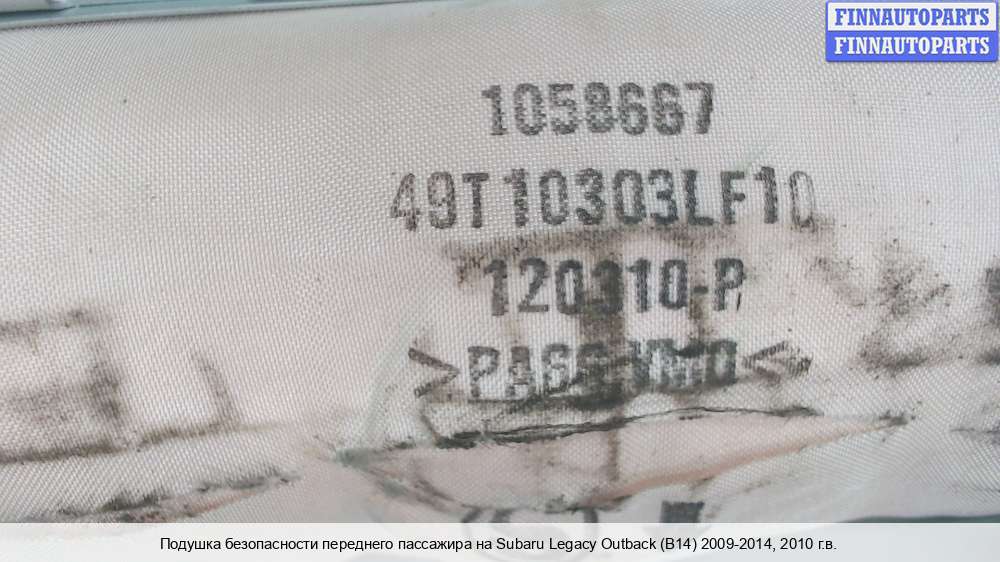 FINNAUTOPARTS
FINNAUTOPARTS
1058667
49T10303LF10
120310-P
Подушка безопасности переднего пассажира на Subaru Legacy Outback (B14) 2009-2014, 2010 г.в.